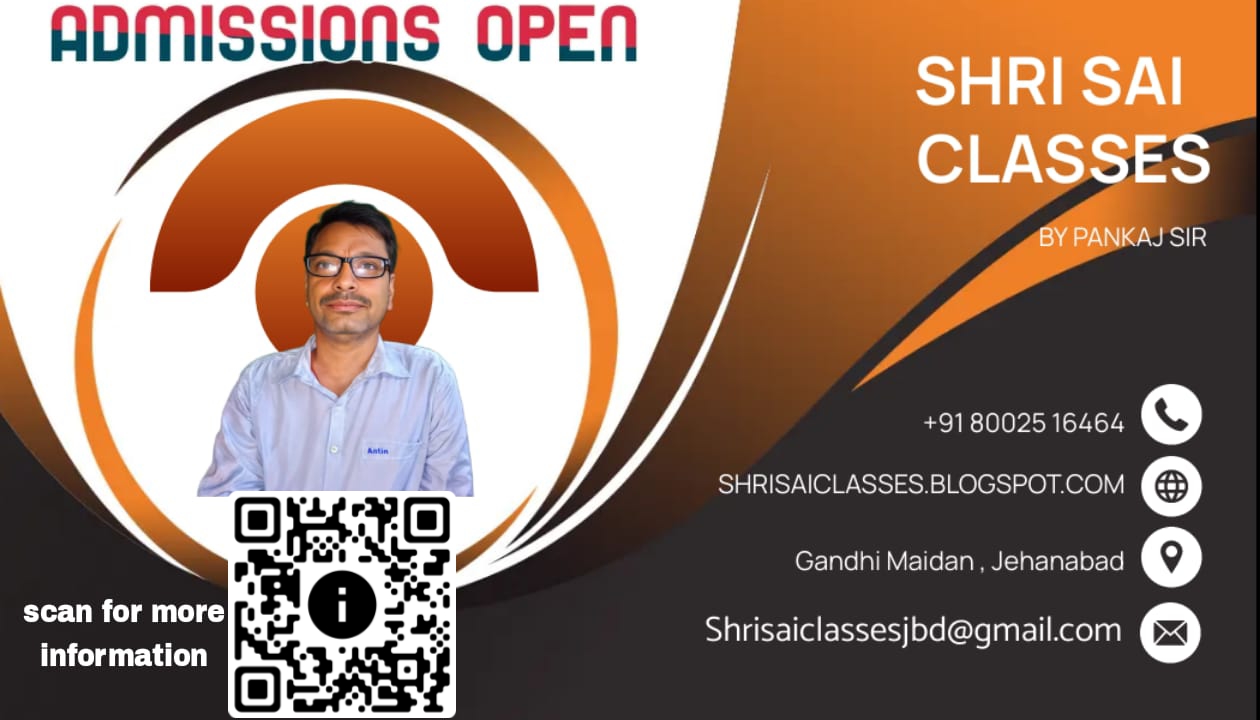 ADMISSIONS OPEN
SHRI SAI
CLASSES
BY PANKAJ SIR
Antin
+91 80025 16464
SHRISAICLASSES.BLOGSPOT.COM
Gandhi Maidan , Jehanabad
Shrisaiclassesjbd@gmail.com
scan for more
information
i